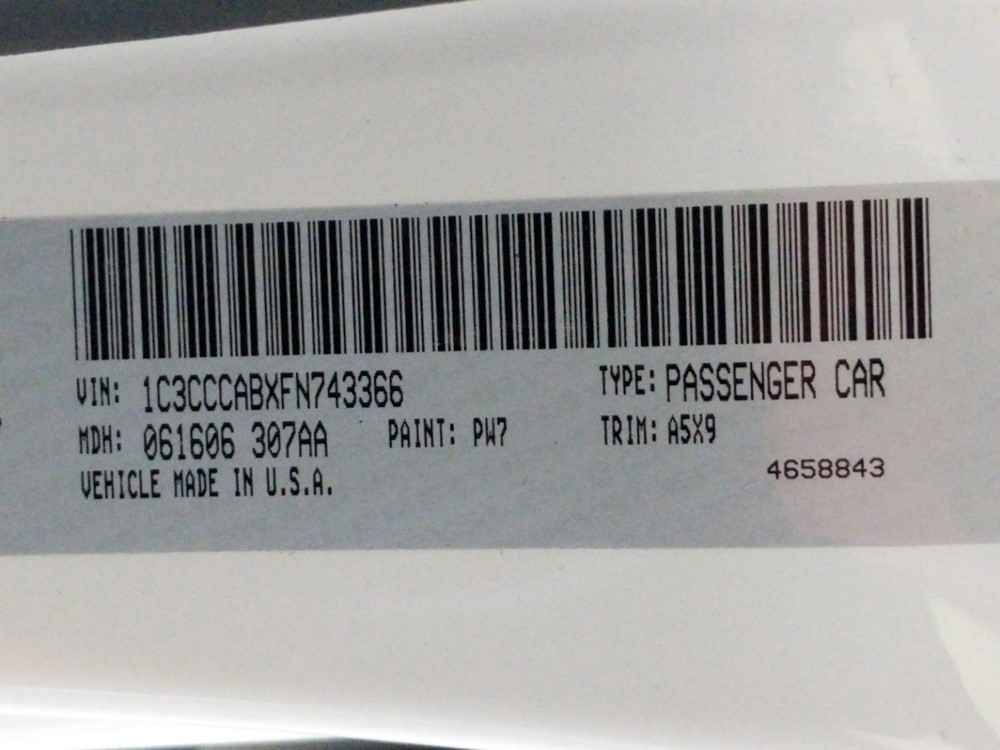 VIN: 1C3CCCABXFN743366 TYPE: PASSENGER CAR
MDH: 061606 307AA PAINT: PW7 TRIM: A5X9
VEHICLE MADE IN U.S.A. 4658843